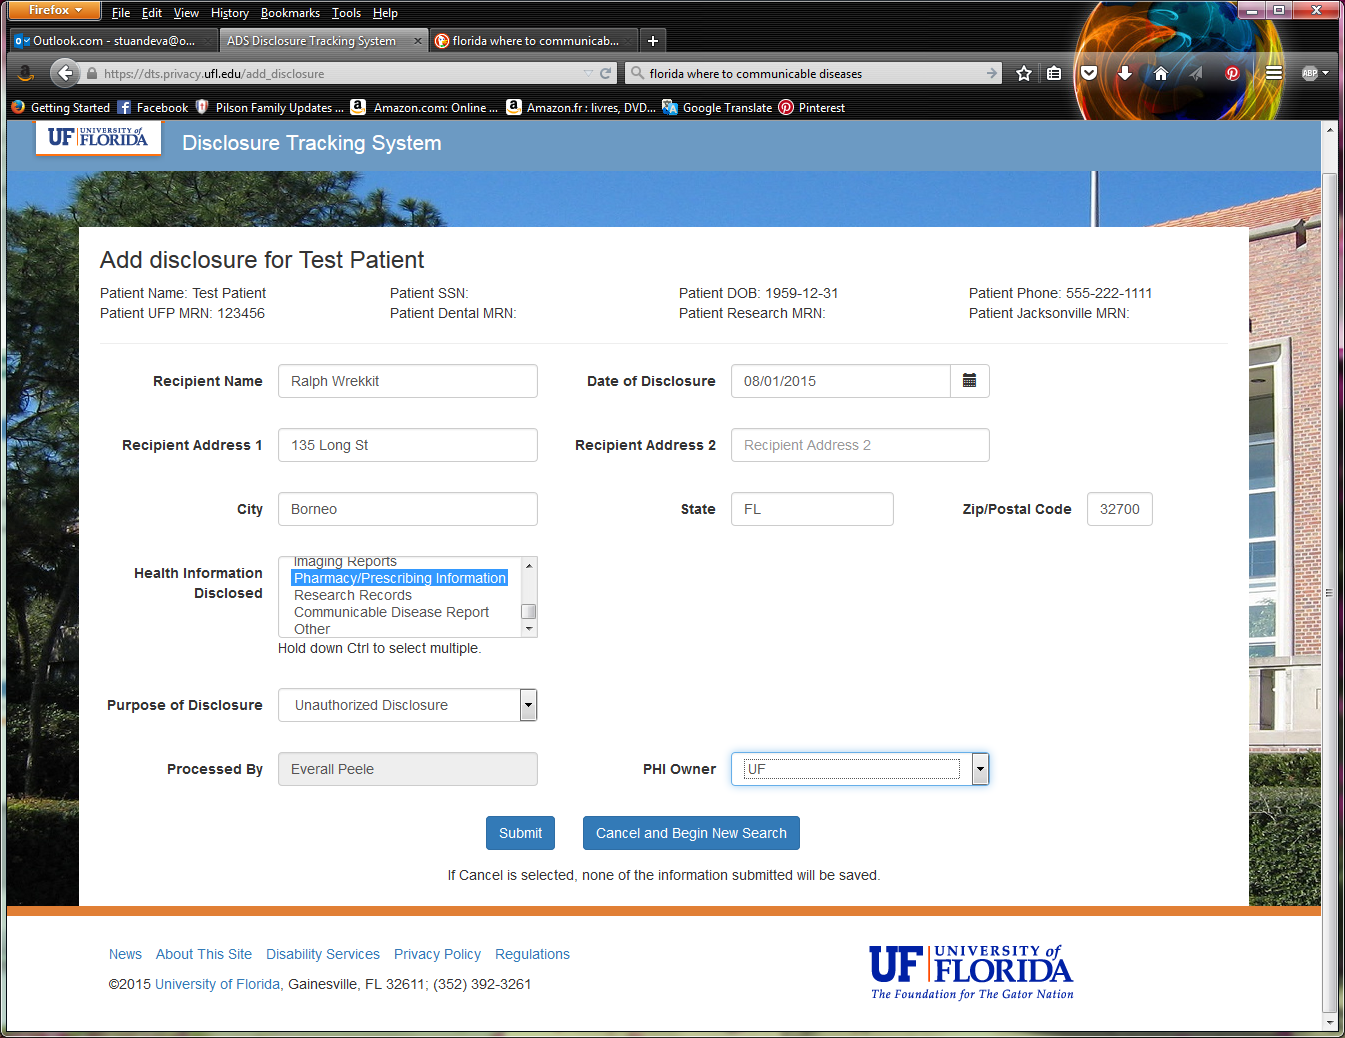 Firefox
File Edit View History Bookmarks Tools Help
Outlook.com - stuandeva@o... ADS Disclosure Tracking System florida where to communicab...
https://dts.privacy.ufl.edu/add_disclosure florida where to communicable diseases ABP
Getting Started Facebook Pilson Family Updates ... Amazon.com: Online ... Amazon.fr : livres, DVD... Google Translate Pinterest
UF UNIVERSITY of FLORIDA Disclosure Tracking System
Add disclosure for Test Patient
Patient Name: Test Patient Patient SSN: Patient DOB: 1959-12-31 Patient Phone: 555-222-1111
Patient UFP MRN: 123456 Patient Dental MRN: Patient Research MRN: Patient Jacksonville MRN:
Recipient Name Ralph Wrekkit Date of Disclosure 08/01/2015
Recipient Address 1 135 Long St Recipient Address 2 Recipient Address 2
City Borneo State FL Zip/Postal Code 32700
Health Information Disclosed
Imaging Reports
Pharmacy/Prescribing Information
Research Records
Communicable Disease Report
Other
Hold down Ctrl to select multiple.
Purpose of Disclosure Unauthorized Disclosure
Processed By Everall Peele PHI Owner UF
Submit Cancel and Begin New Search
If Cancel is selected, none of the information submitted will be saved.
News About This Site Disability Services Privacy Policy Regulations
©2015 University of Florida, Gainesville, FL 32611; (352) 392-3261
UF UNIVERSITY of FLORIDA
The Foundation for The Gator Nation